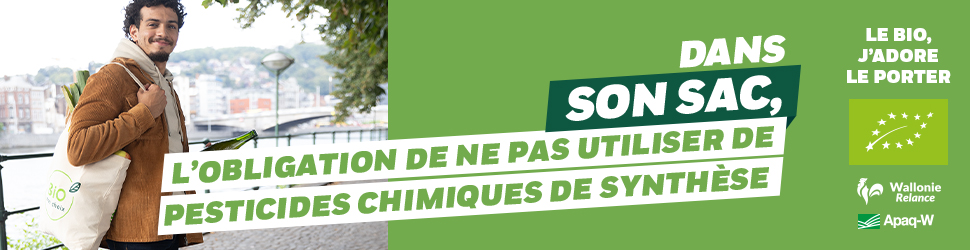 DANS
SON SAC,
L'OBLIGATION DE NE PAS UTILISER DE
PESTICIDES CHIMIQUES DE SYNTHÈSE
LE BIO,
J'ADORE
LE PORTER
Wallonie
Relance
Apaq-W
BiO
choix